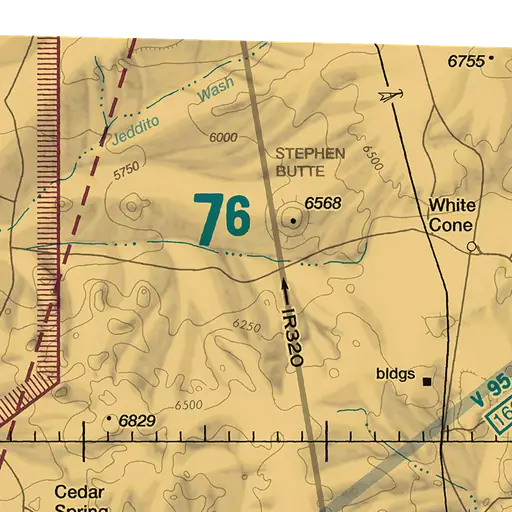 6755
Wash
Jeddito
6000
6500
STEPHEN
BUTTE
5750
76
6568
White
Cone
IR320
6250
bldgs
V 95
6500
6829
Cedar
Spring